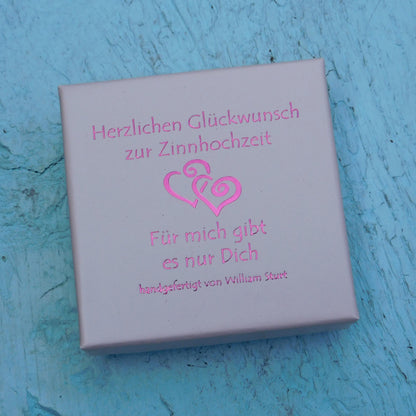 Herzlichen Glückwunsch
zur Zinnhochzeit
Für mich gibt
es nur Dich
handgefertigt von William Sturt